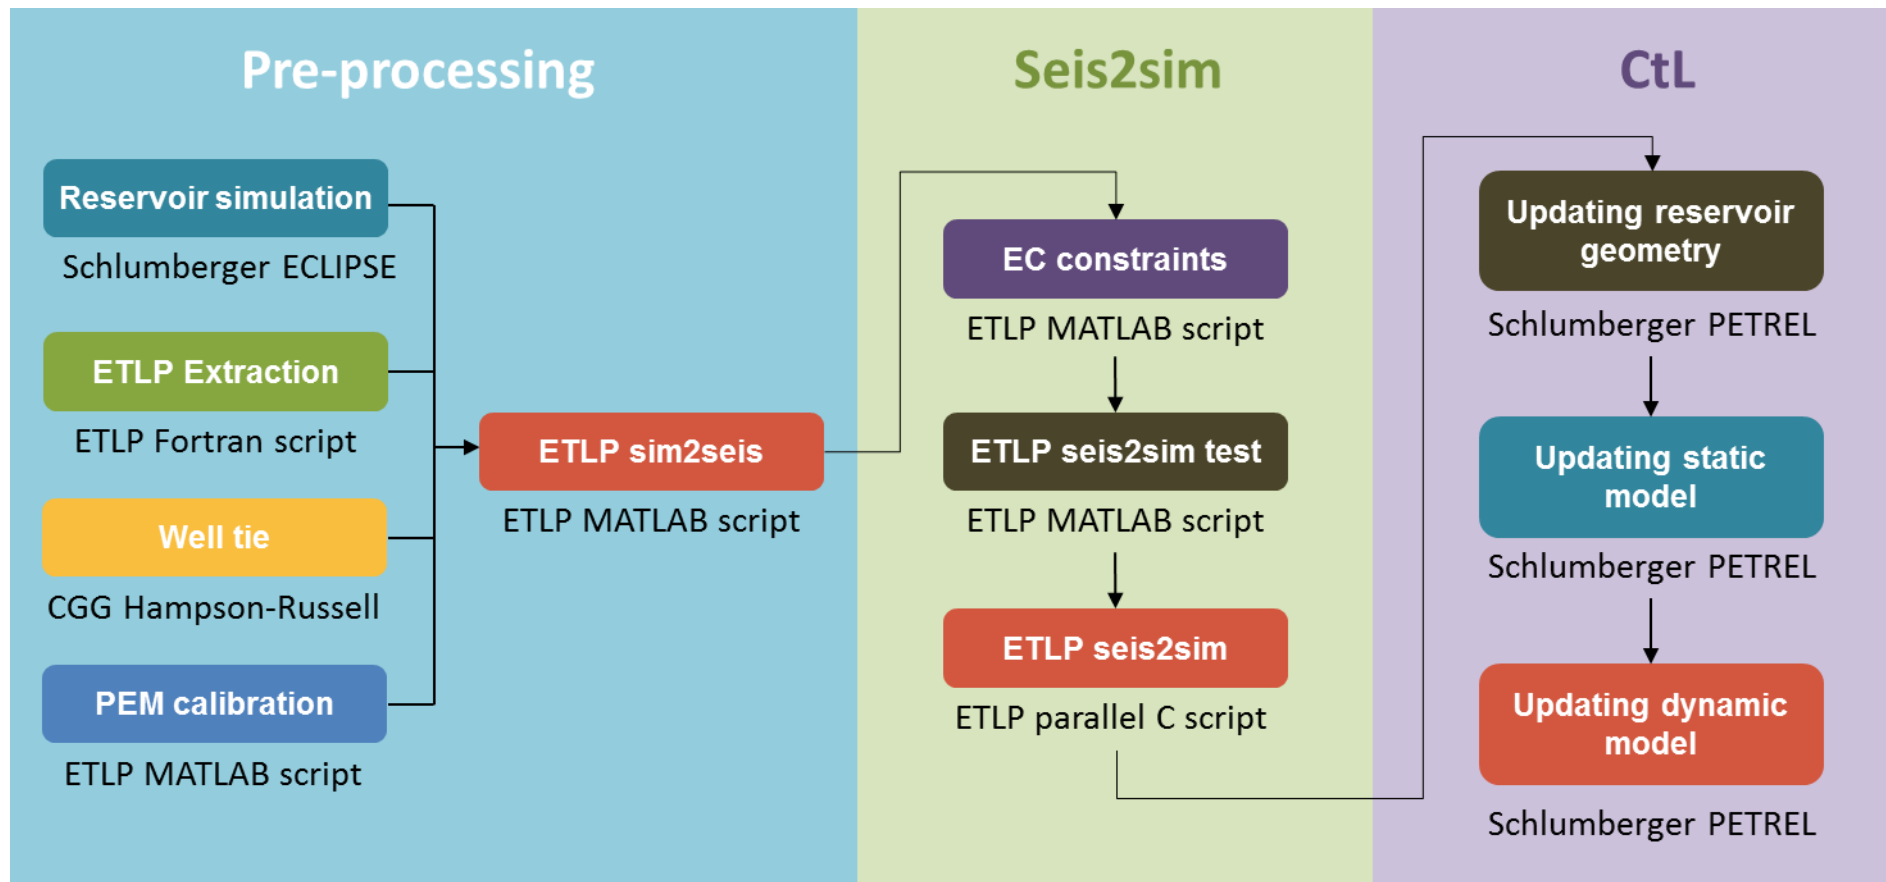 Pre-processing
Reservoir simulation
Schlumberger ECLIPSE
ETLP Extraction
ETLP Fortran script
Well tie
CGG Hampson-Russell
PEM calibration
ETLP MATLAB script
ETLP sim2seis
ETLP MATLAB script
Seis2sim
EC constraints
ETLP MATLAB script
ETLP seis2sim test
ETLP MATLAB script
ETLP seis2sim
ETLP parallel C script
CtL
Updating reservoir
geometry
Schlumberger PETREL
Updating static
model
Schlumberger PETREL
Updating dynamic
model
Schlumberger PETREL